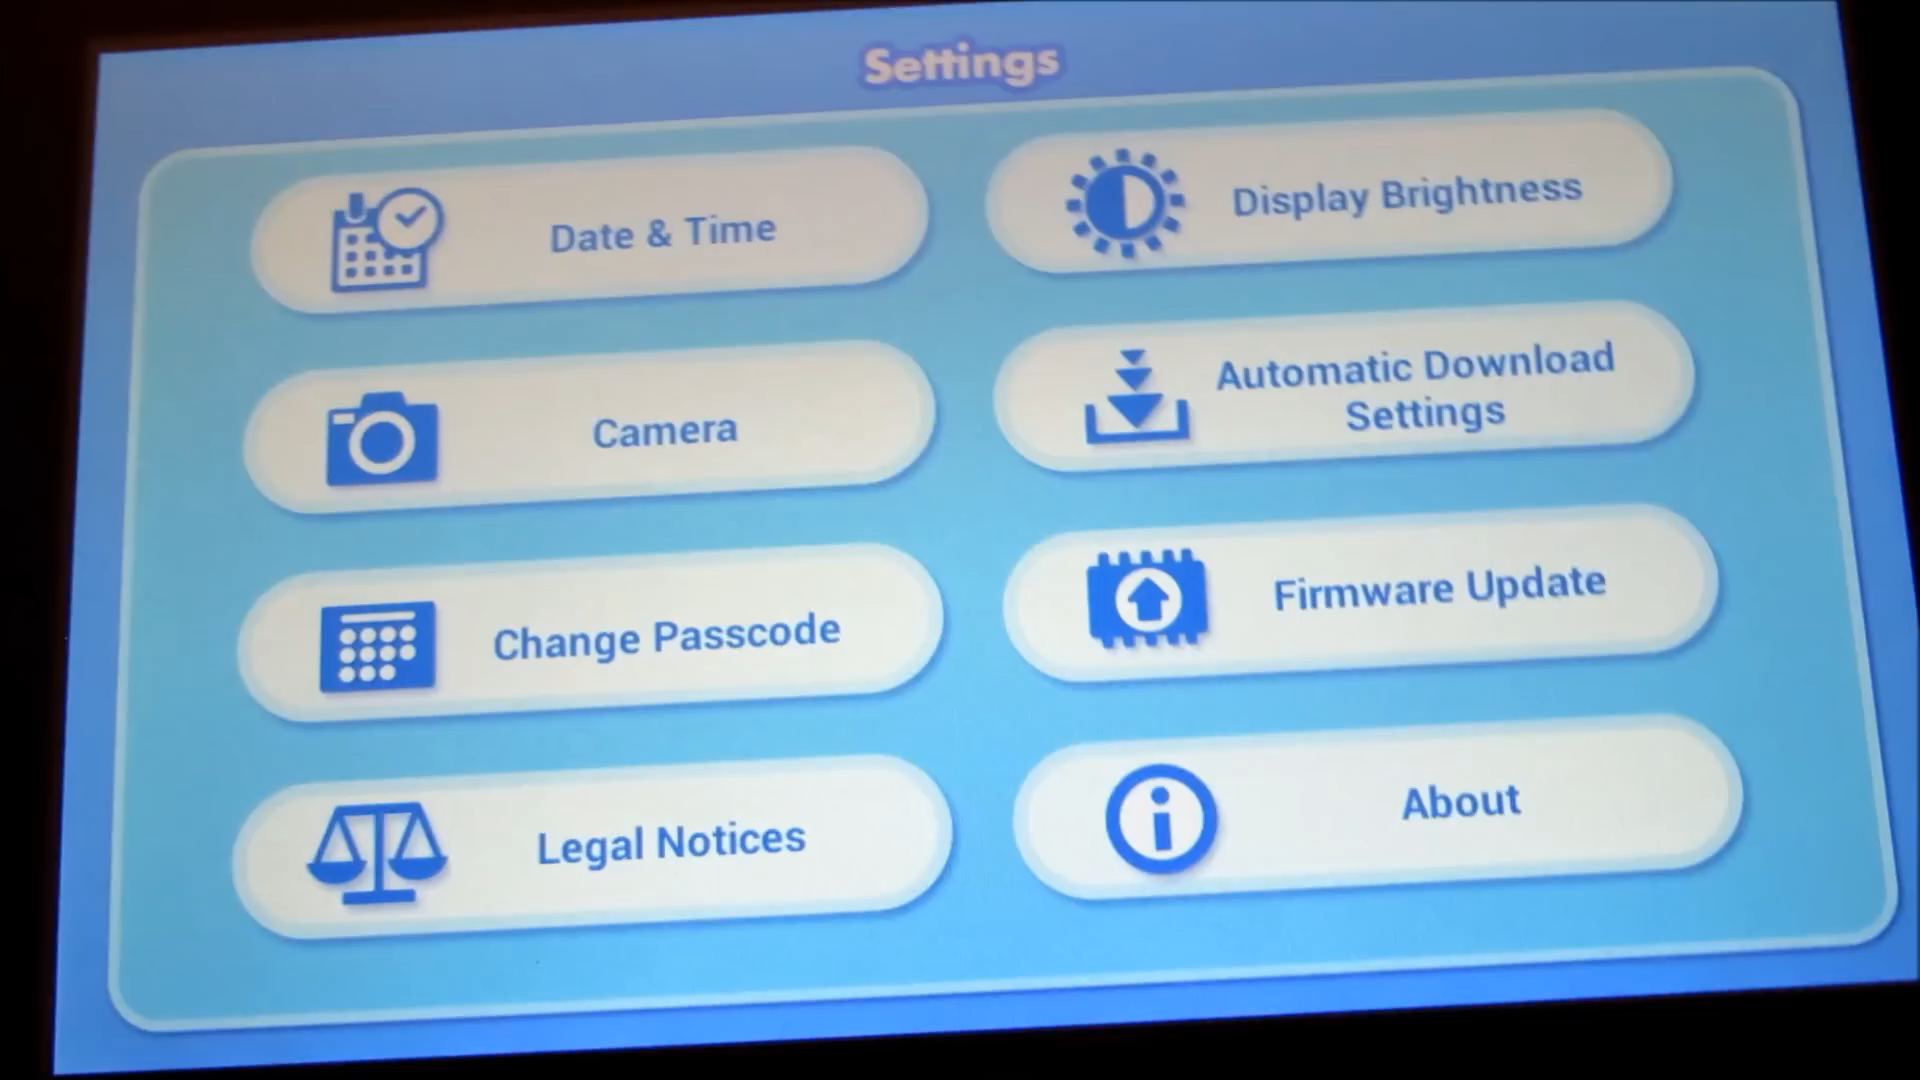 Settings
Date & Time
Display Brightness
Camera
Automatic Download
Settings
Change Passcode
Firmware Update
Legal Notices
About